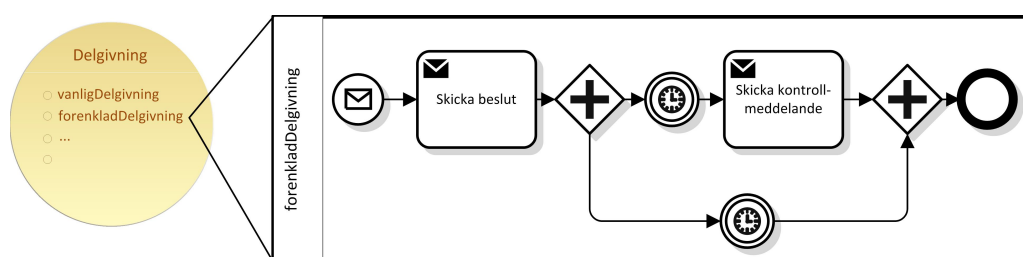 Delgivning
vanligDelgivning
forenkladDelgivning
...
forenkladDelgivning
Skicka beslut
Skicka kontroll-
meddelande